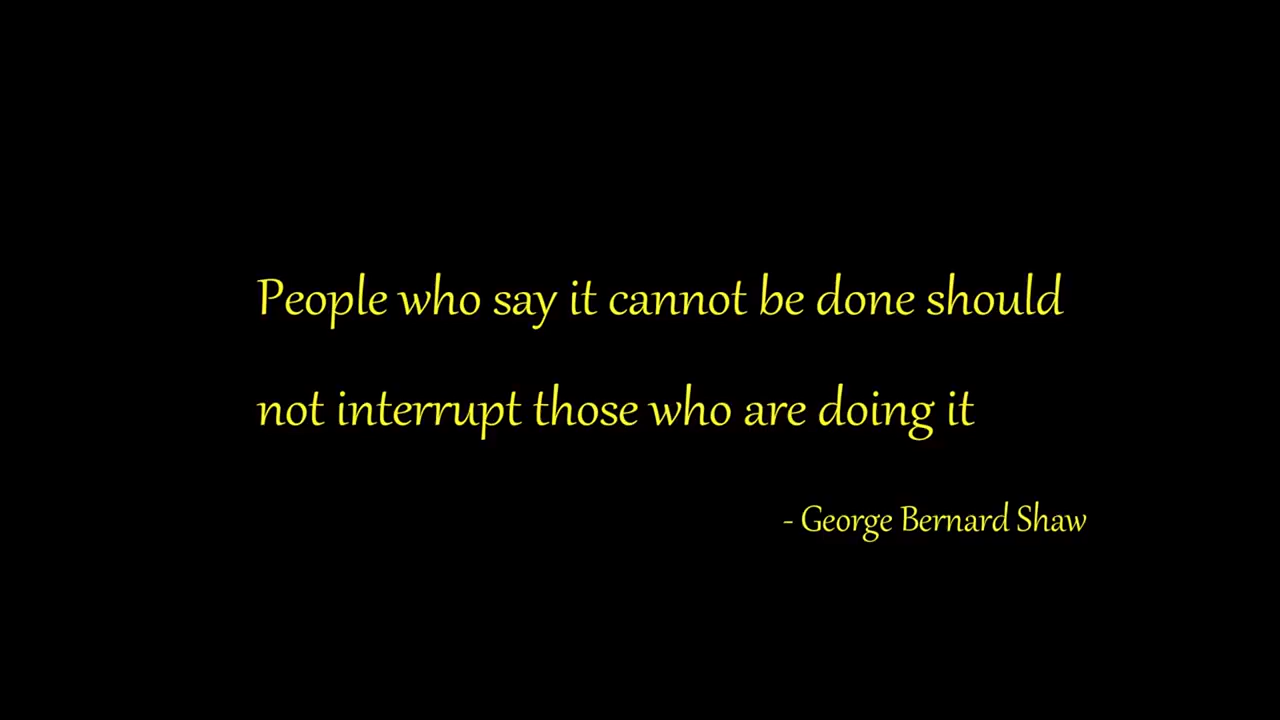 People who say it cannot be done should
not interrupt those who are doing it
- George Bernard Shaw